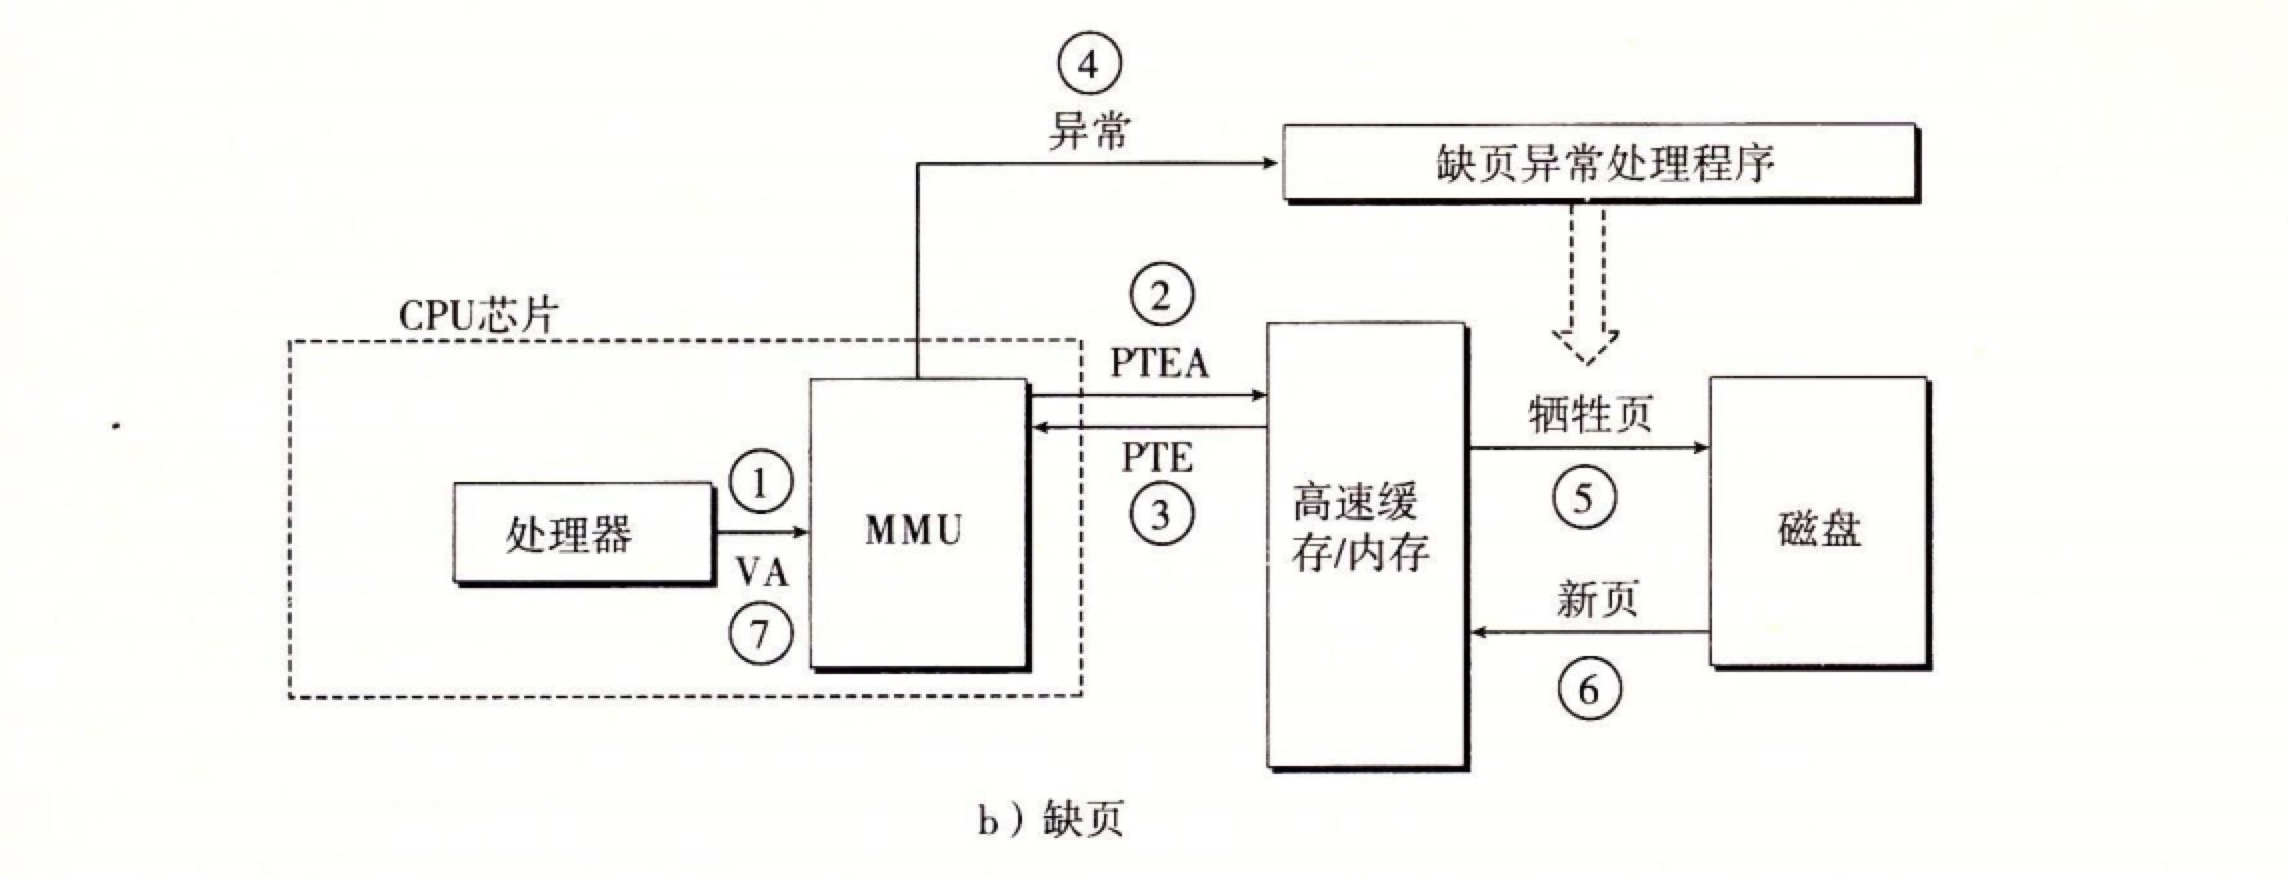 ④
异常
缺页异常处理程序
②
CPU芯片
PTEA
牺牲页
①
PTE
⑤
处理器
MMU
③
高速缓
存/内存
磁盘
VA
新页
⑦
⑥
b）缺页